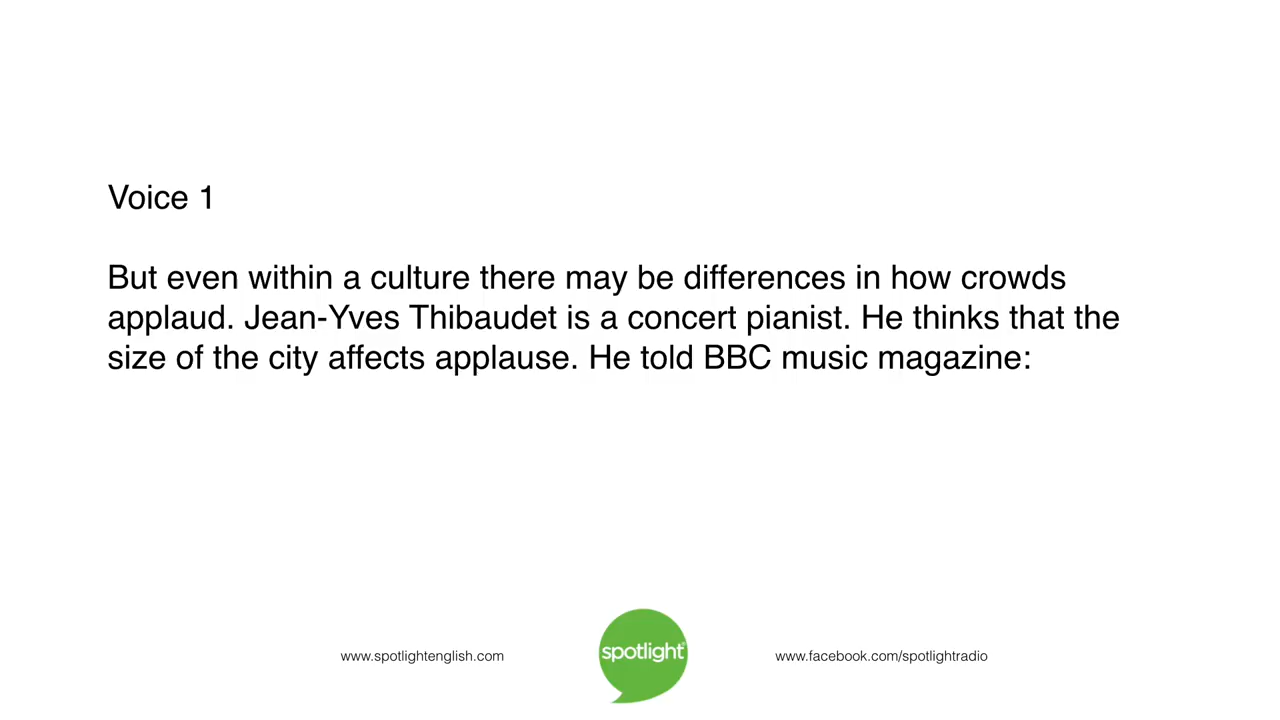 Voice 1
But even within a culture there may be differences in how crowds
applaud. Jean-Yves Thibaudet is a concert pianist. He thinks that the
size of the city affects applause. He told BBC music magazine:
www.spotlightenglish.com
spotlight
www.facebook.com/spotlightradio